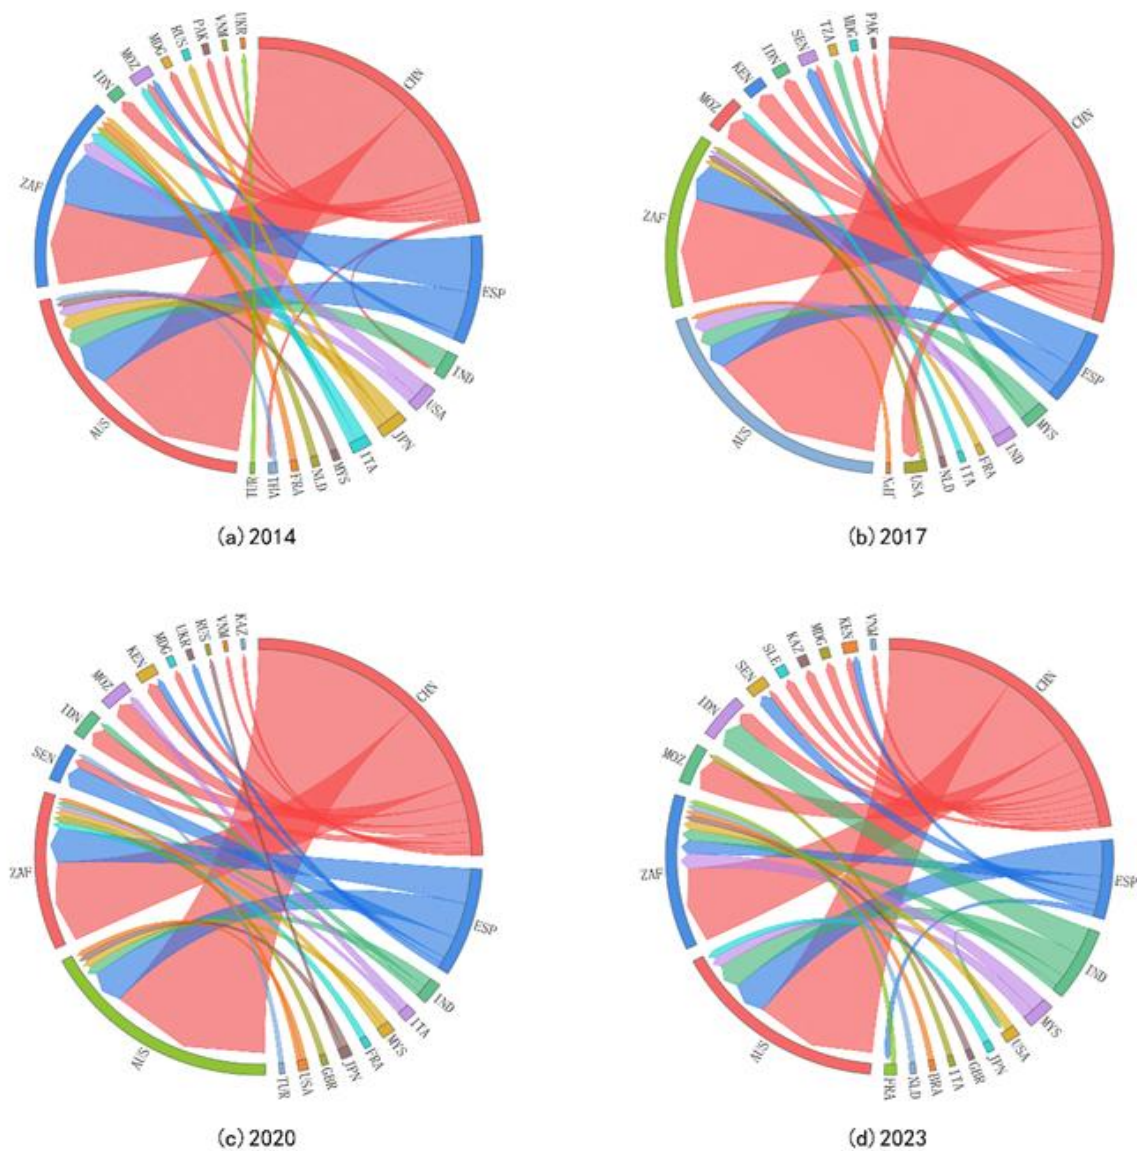 UKR
VNM
PAK
RUS
MDG
MOZ
IDN
ZAF
AUS
CHN
ESP
IND
USA
JPN
ITA
MYS
NLD
FRA
THA
TUR
(a) 2014
PAK
MDG
TZA
SEN
IDN
KEN
MOZ
ZAF
AUS
CHN
ESP
MYS
IND
FRA
ITA
NLD
USA
(b) 2017
KAZ
VNM
RUS
UKR
MDG
KEN
MOZ
IDN
SEN
ZAF
AUS
CHN
ESP
IND
ITA
MYS
FRA
JPN
GBR
USA
TUR
(c) 2020
VNM
KEN
MDG
KAZ
SLE
SEN
IDN
MOZ
ZAF
AUS
CHN
ESP
IND
MYS
USA
JPN
GBR
ITA
BRA
NLD
FRA
(d) 2023